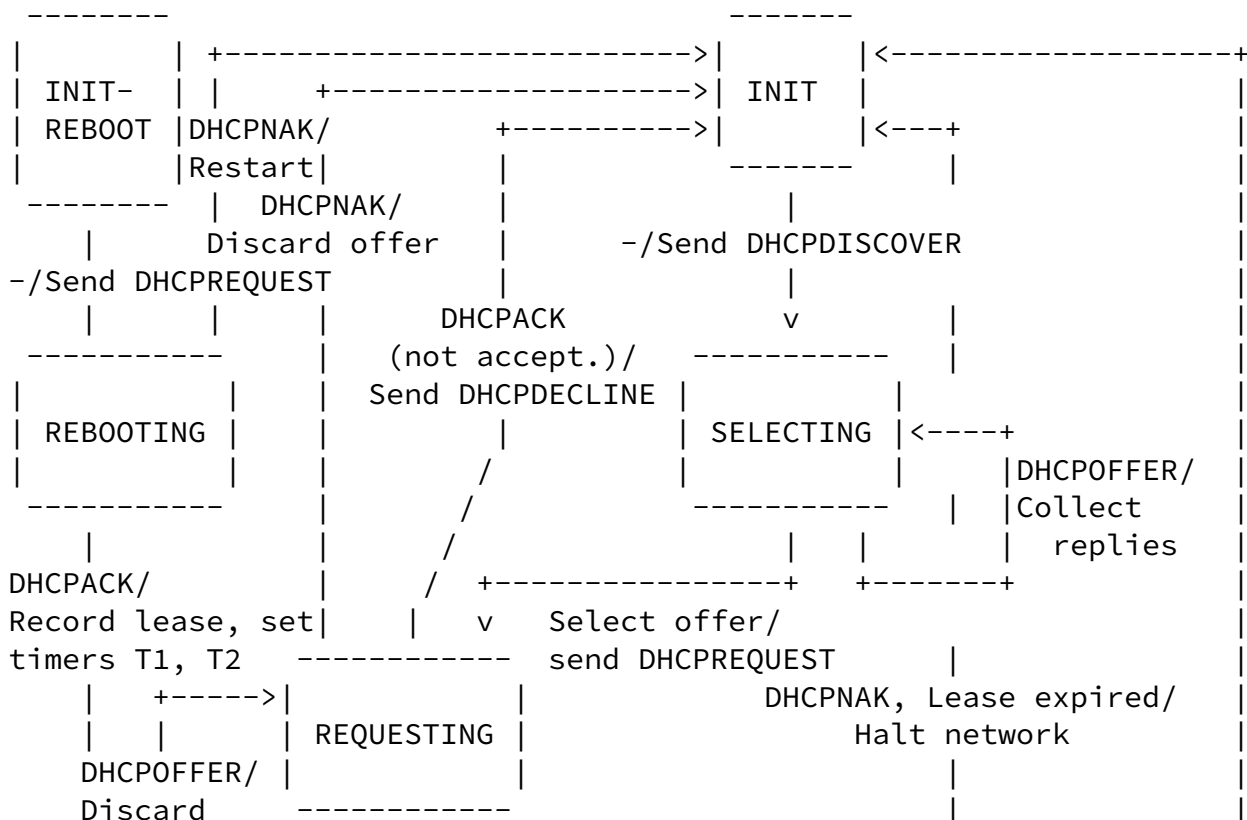 --------                               -------
|        | +-------------------------->|       |<-------------------+
| INIT-  | |     +-------------------->| INIT  |                    |
| REBOOT |DHCPNAK/         +---------->|       |<---+               |
|        |Restart|         |            -------     |               |
 --------  |  DHCPNAK/     |               |                        |
    |      Discard offer   |      -/Send DHCPDISCOVER               |
-/Send DHCPREQUEST         |               |                        |
    |      |     |      DHCPACK            v        |               |
 -----------     |   (not accept.)/   -----------   |               |
|           |    |  Send DHCPDECLINE |           |                  |
| REBOOTING |    |         |         | SELECTING |<----+            |
|           |    |        /          |           |     |DHCPOFFER/  |
 -----------     |       /            -----------   |  |Collect     |
    |            |      /                  |   |       |  replies   |
DHCPACK/         |     /  +----------------+   +-------+            |
Record lease, set|    |   v   Select offer/                         |
timers T1, T2   ------------  send DHCPREQUEST      |               |
    |   +----->|            |             DHCPNAK, Lease expired/   |
    |   |      | REQUESTING |                  Halt network         |
    DHCPOFFER/ |            |                       |               |
    Discard     ------------                        |               |